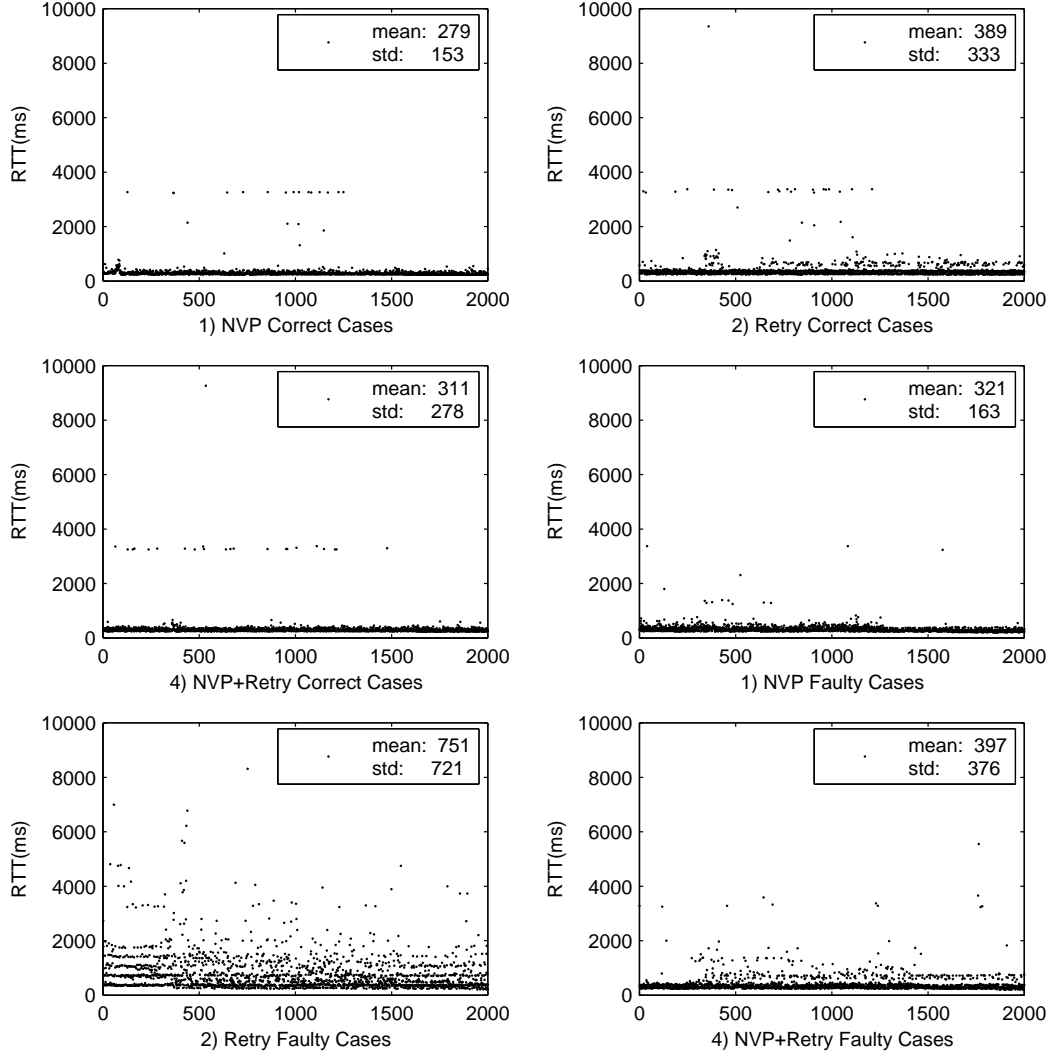 10000
8000
6000
4000
2000
0
RTT(ms)
mean: 279
std: 153
0 500 1000 1500 2000
1) NVP Correct Cases
10000
8000
6000
4000
2000
0
RTT(ms)
mean: 389
std: 333
0 500 1000 1500 2000
2) Retry Correct Cases
10000
8000
6000
4000
2000
0
RTT(ms)
mean: 311
std: 278
0 500 1000 1500 2000
4) NVP+Retry Correct Cases
10000
8000
6000
4000
2000
0
RTT(ms)
mean: 321
std: 163
0 500 1000 1500 2000
1) NVP Faulty Cases
10000
8000
6000
4000
2000
0
RTT(ms)
mean: 751
std: 721
0 500 1000 1500 2000
2) Retry Faulty Cases
10000
8000
6000
4000
2000
0
RTT(ms)
mean: 397
std: 376
0 500 1000 1500 2000
4) NVP+Retry Faulty Cases